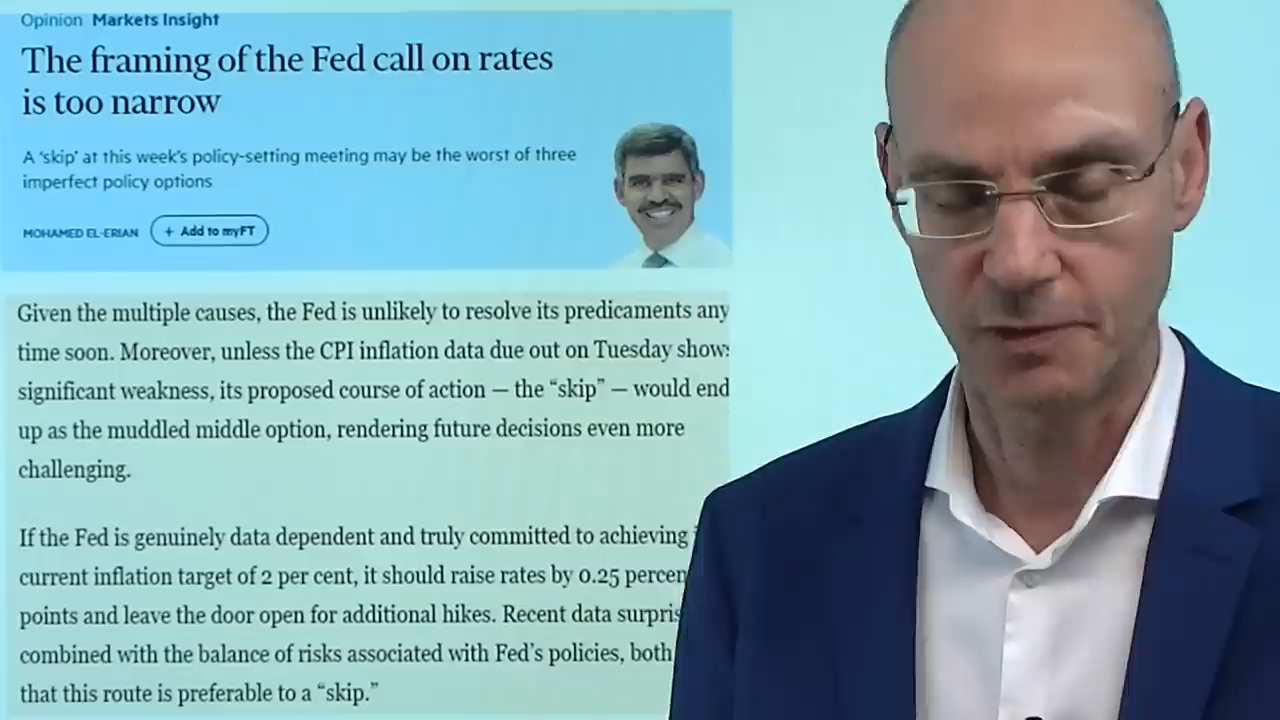 Opinion Markets Insight
The framing of the Fed call on rates
is too narrow
A ‘skip’ at this week's policy-setting meeting may be the worst of three
imperfect policy options
MOHAMED EL-ERIAN + Add to myFT
Given the multiple causes, the Fed is unlikely to resolve its predicaments any
time soon. Moreover, unless the CPI inflation data due out on Tuesday shows
significant weakness, its proposed course of action — the “skip” — would end
up as the muddled middle option, rendering future decisions even more
challenging.
If the Fed is genuinely data dependent and truly committed to achieving
current inflation target of 2 per cent, it should raise rates by 0.25 percen
points and leave the door open for additional hikes. Recent data surpris
combined with the balance of risks associated with Fed's policies, both
that this route is preferable to a “skip.”